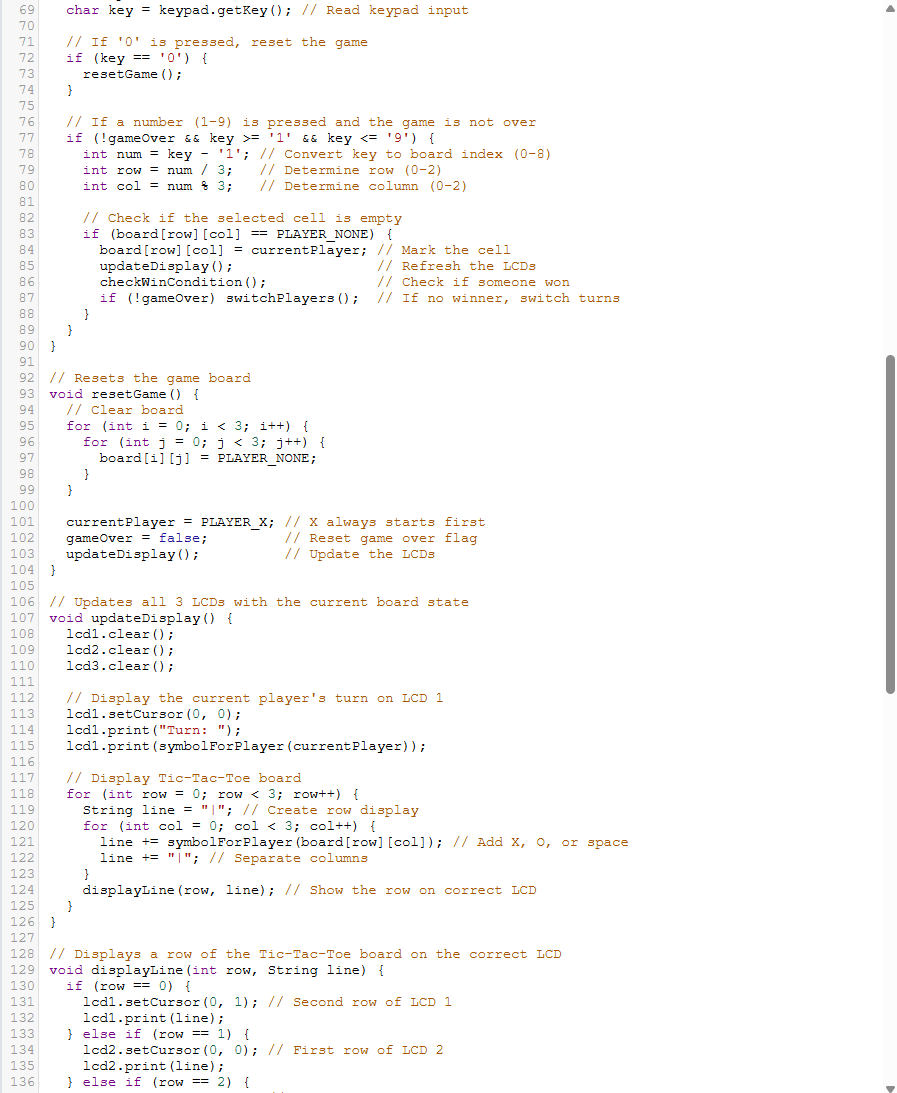 69 char key = keypad.getKey(); // Read keypad input
70
71 // If '0' is pressed, reset the game
72 if (key == '0') {
73 resetGame();
74 }
75
76 // If a number (1-9) is pressed and the game is not over
77 if (!gameOver && key >= '1' && key <= '9') {
78 int num = key - '1'; // Convert key to board index (0-8)
79 int row = num / 3; // Determine row (0-2)
80 int col = num % 3; // Determine column (0-2)
81
82 // Check if the selected cell is empty
83 if (board[row][col] == PLAYER_NONE) {
84 board[row][col] = currentPlayer; // Mark the cell
85 updateDisplay(); // Refresh the LCDs
86 checkWinCondition(); // Check if someone won
87 if (!gameOver) switchPlayers(); // If no winner, switch turns
88 }
89 }
90 }
91
92 // Resets the game board
93 void resetGame() {
94 // Clear board
95 for (int i = 0; i < 3; i++) {
96 for (int j = 0; j < 3; j++) {
97 board[i][j] = PLAYER_NONE;
98 }
99 }
100
101 currentPlayer = PLAYER_X; // X always starts first
102 gameOver = false; // Reset game over flag
103 updateDisplay(); // Update the LCDs
104 }
105
106 // Updates all 3 LCDs with the current board state
107 void updateDisplay() {
108 lcd1.clear();
109 lcd2.clear();
110 lcd3.clear();
111
112 // Display the current player's turn on LCD 1
113 lcd1.setCursor(0, 0);
114 lcd1.print("Turn: ");
115 lcd1.print(symbolForPlayer(currentPlayer));
116
117 // Display Tic-Tac-Toe board
118 for (int row = 0; row < 3; row++) {
119 String line = "|"; // Create row display
120 for (int col = 0; col < 3; col++) {
121 line += symbolForPlayer(board[row][col]); // Add X, O, or space
122 line += "|"; // Separate columns
123 }
124 displayLine(row, line); // Show the row on correct LCD
125 }
126 }
127
128 // Displays a row of the Tic-Tac-Toe board on the correct LCD
129 void displayLine(int row, String line) {
130 if (row == 0) {
131 lcd1.setCursor(0, 1); // Second row of LCD 1
132 lcd1.print(line);
133 } else if (row == 1) {
134 lcd2.setCursor(0, 0); // First row of LCD 2
135 lcd2.print(line);
136 } else if (row == 2) {